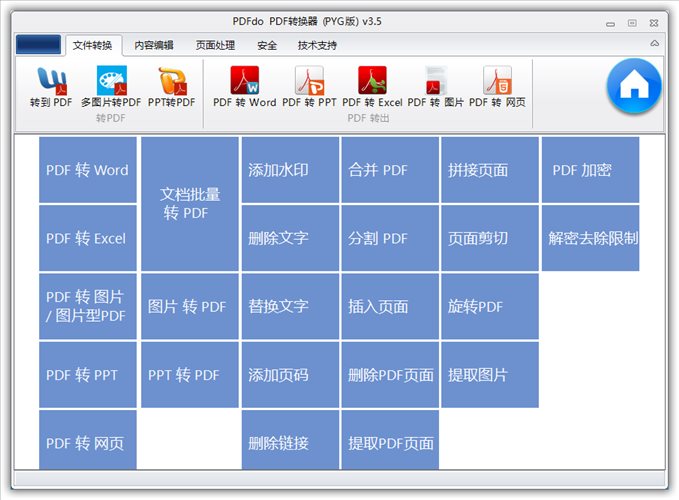 PDFdo PDF转换器 (PYG版) v3.5
文件转换 内容编辑 页面处理 安全 技术支持
转到 PDF 多图片转PDF PPT转PDF PDF 转 Word PDF 转 PPT PDF 转 Excel PDF 转 图片 PDF 转 网页
转PDF PDF 转出
PDF 转 Word
文档批量
转 PDF
添加水印
合并 PDF
拼接页面
PDF 加密
PDF 转 Excel
删除文字
分割 PDF
页面剪切
解密去除限制
PDF 转 图片
/ 图片型PDF
图片 转 PDF
替换文字
插入页面
旋转PDF
PDF 转 PPT
PPT 转 PDF
添加页码
删除PDF页面
提取图片
PDF 转 网页
删除链接
提取PDF页面